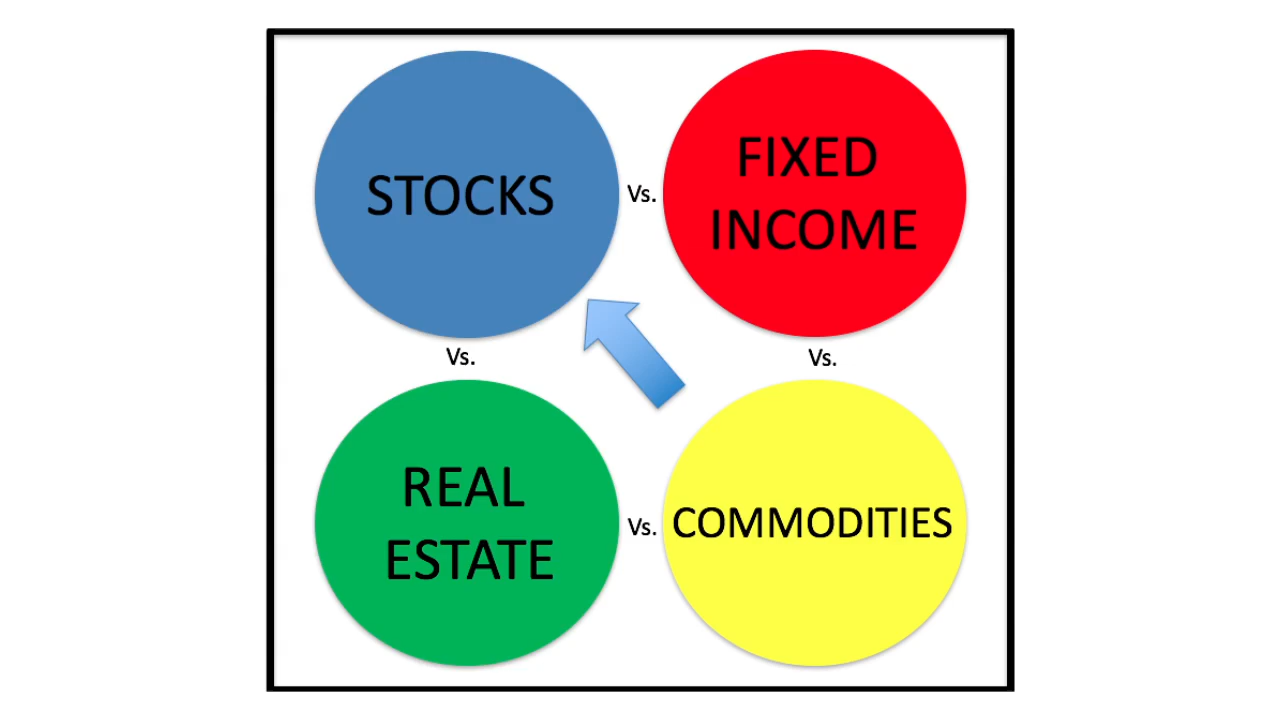 STOCKS
Vs.
FIXED
INCOME
Vs.
Vs.
REAL
ESTATE
Vs.
COMMODITIES